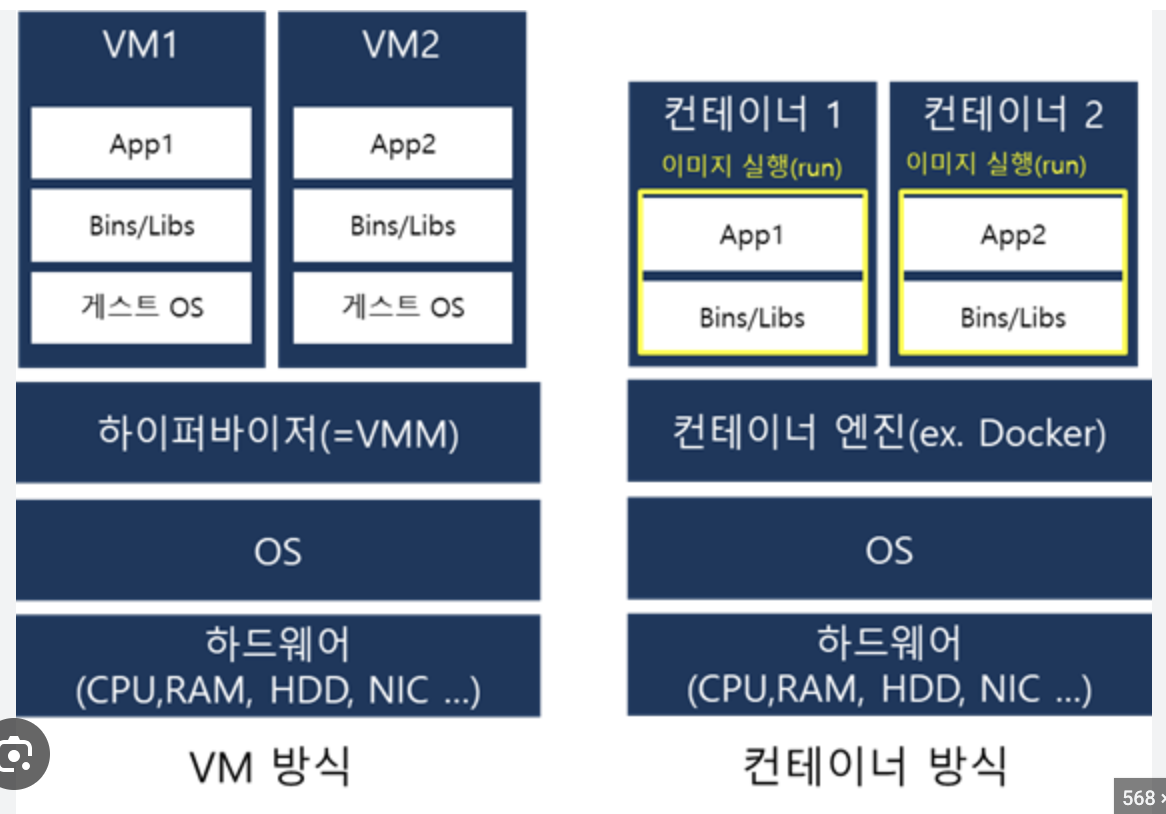 VM1
App1
Bins/Libs
게스트 OS
VM2
App2
Bins/Libs
게스트 OS
하이퍼바이저(=VMM)
OS
하드웨어
(CPU,RAM, HDD, NIC ...)
VM 방식
컨테이너 1
이미지 실행(run)
App1
Bins/Libs
컨테이너 2
이미지 실행(run)
App2
Bins/Libs
컨테이너 엔진(ex. Docker)
OS
하드웨어
(CPU,RAM, HDD, NIC ...)
컨테이너 방식
568